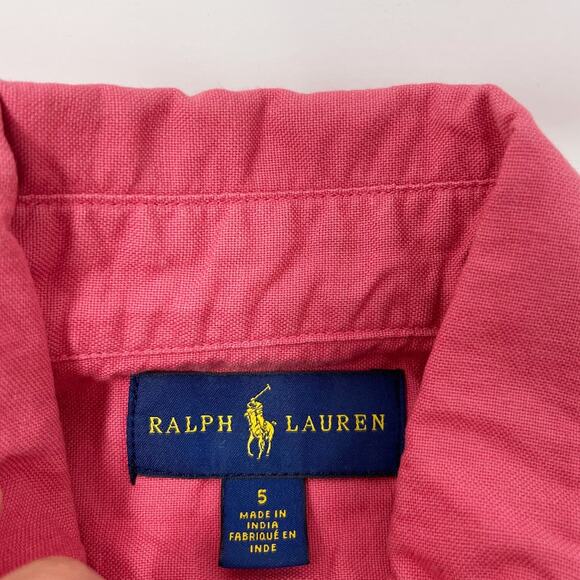 RALPH LAUREN
5
MADE IN
INDIA
FABRIQUÉ EN
INDE